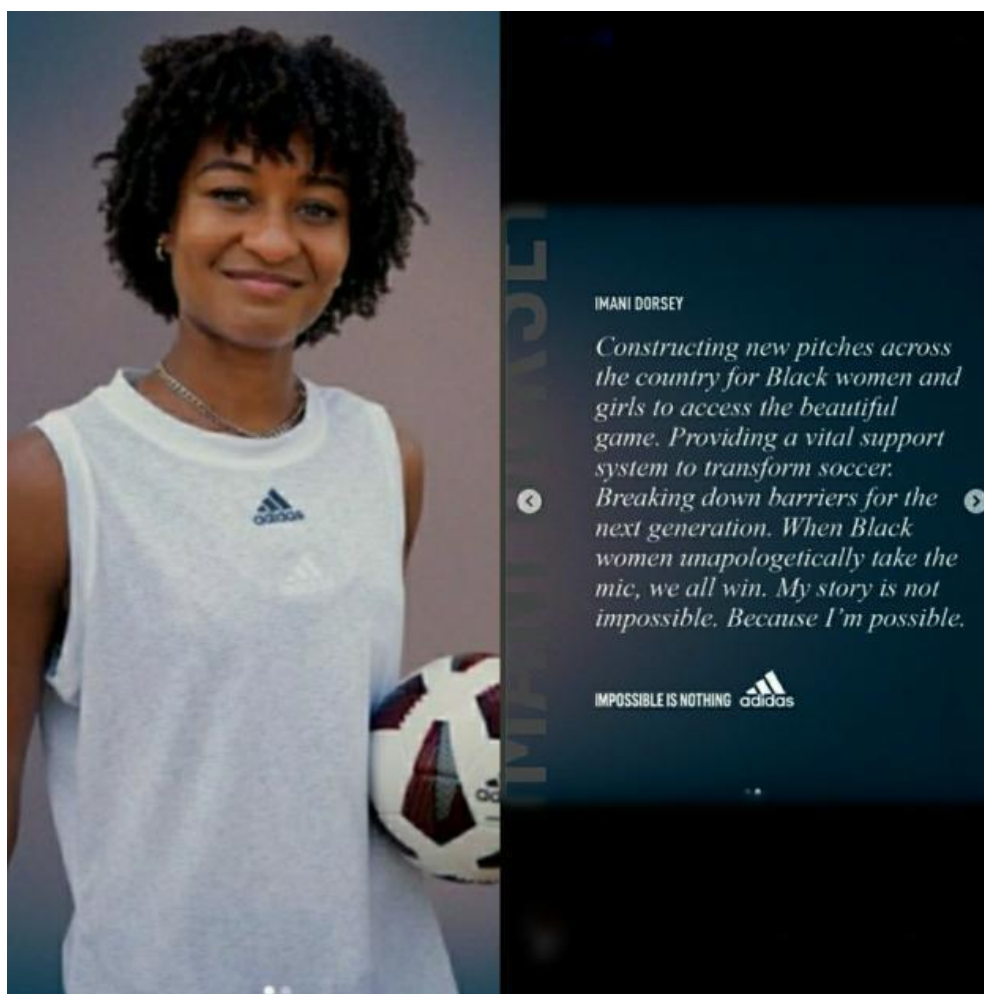 adidas
IMANI DORSEY
Constructing new pitches across
the country for Black women and
girls to access the beautiful
game. Providing a vital support
system to transform soccer.
Breaking down barriers for the
next generation. When Black
women unapologetically take the
mic, we all win. My story is not
impossible. Because I'm possible.
IMPOSSIBLE IS NOTHING adidas